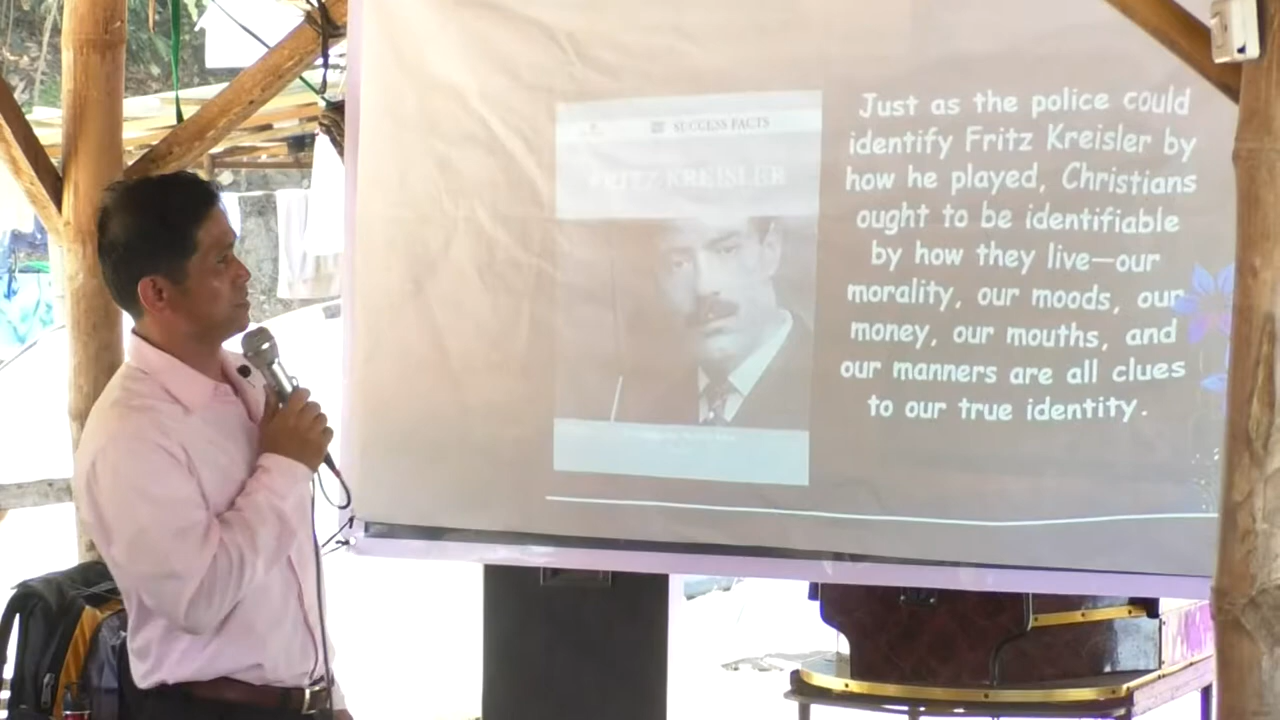 SUCCESS FACTS
FRITZ KREISLER
Just as the police could
identify Fritz Kreisler by
how he played, Christians
ought to be identifiable
by how they live—our
morality, our moods, our
money, our mouths, and
our manners are all clues
to our true identity.